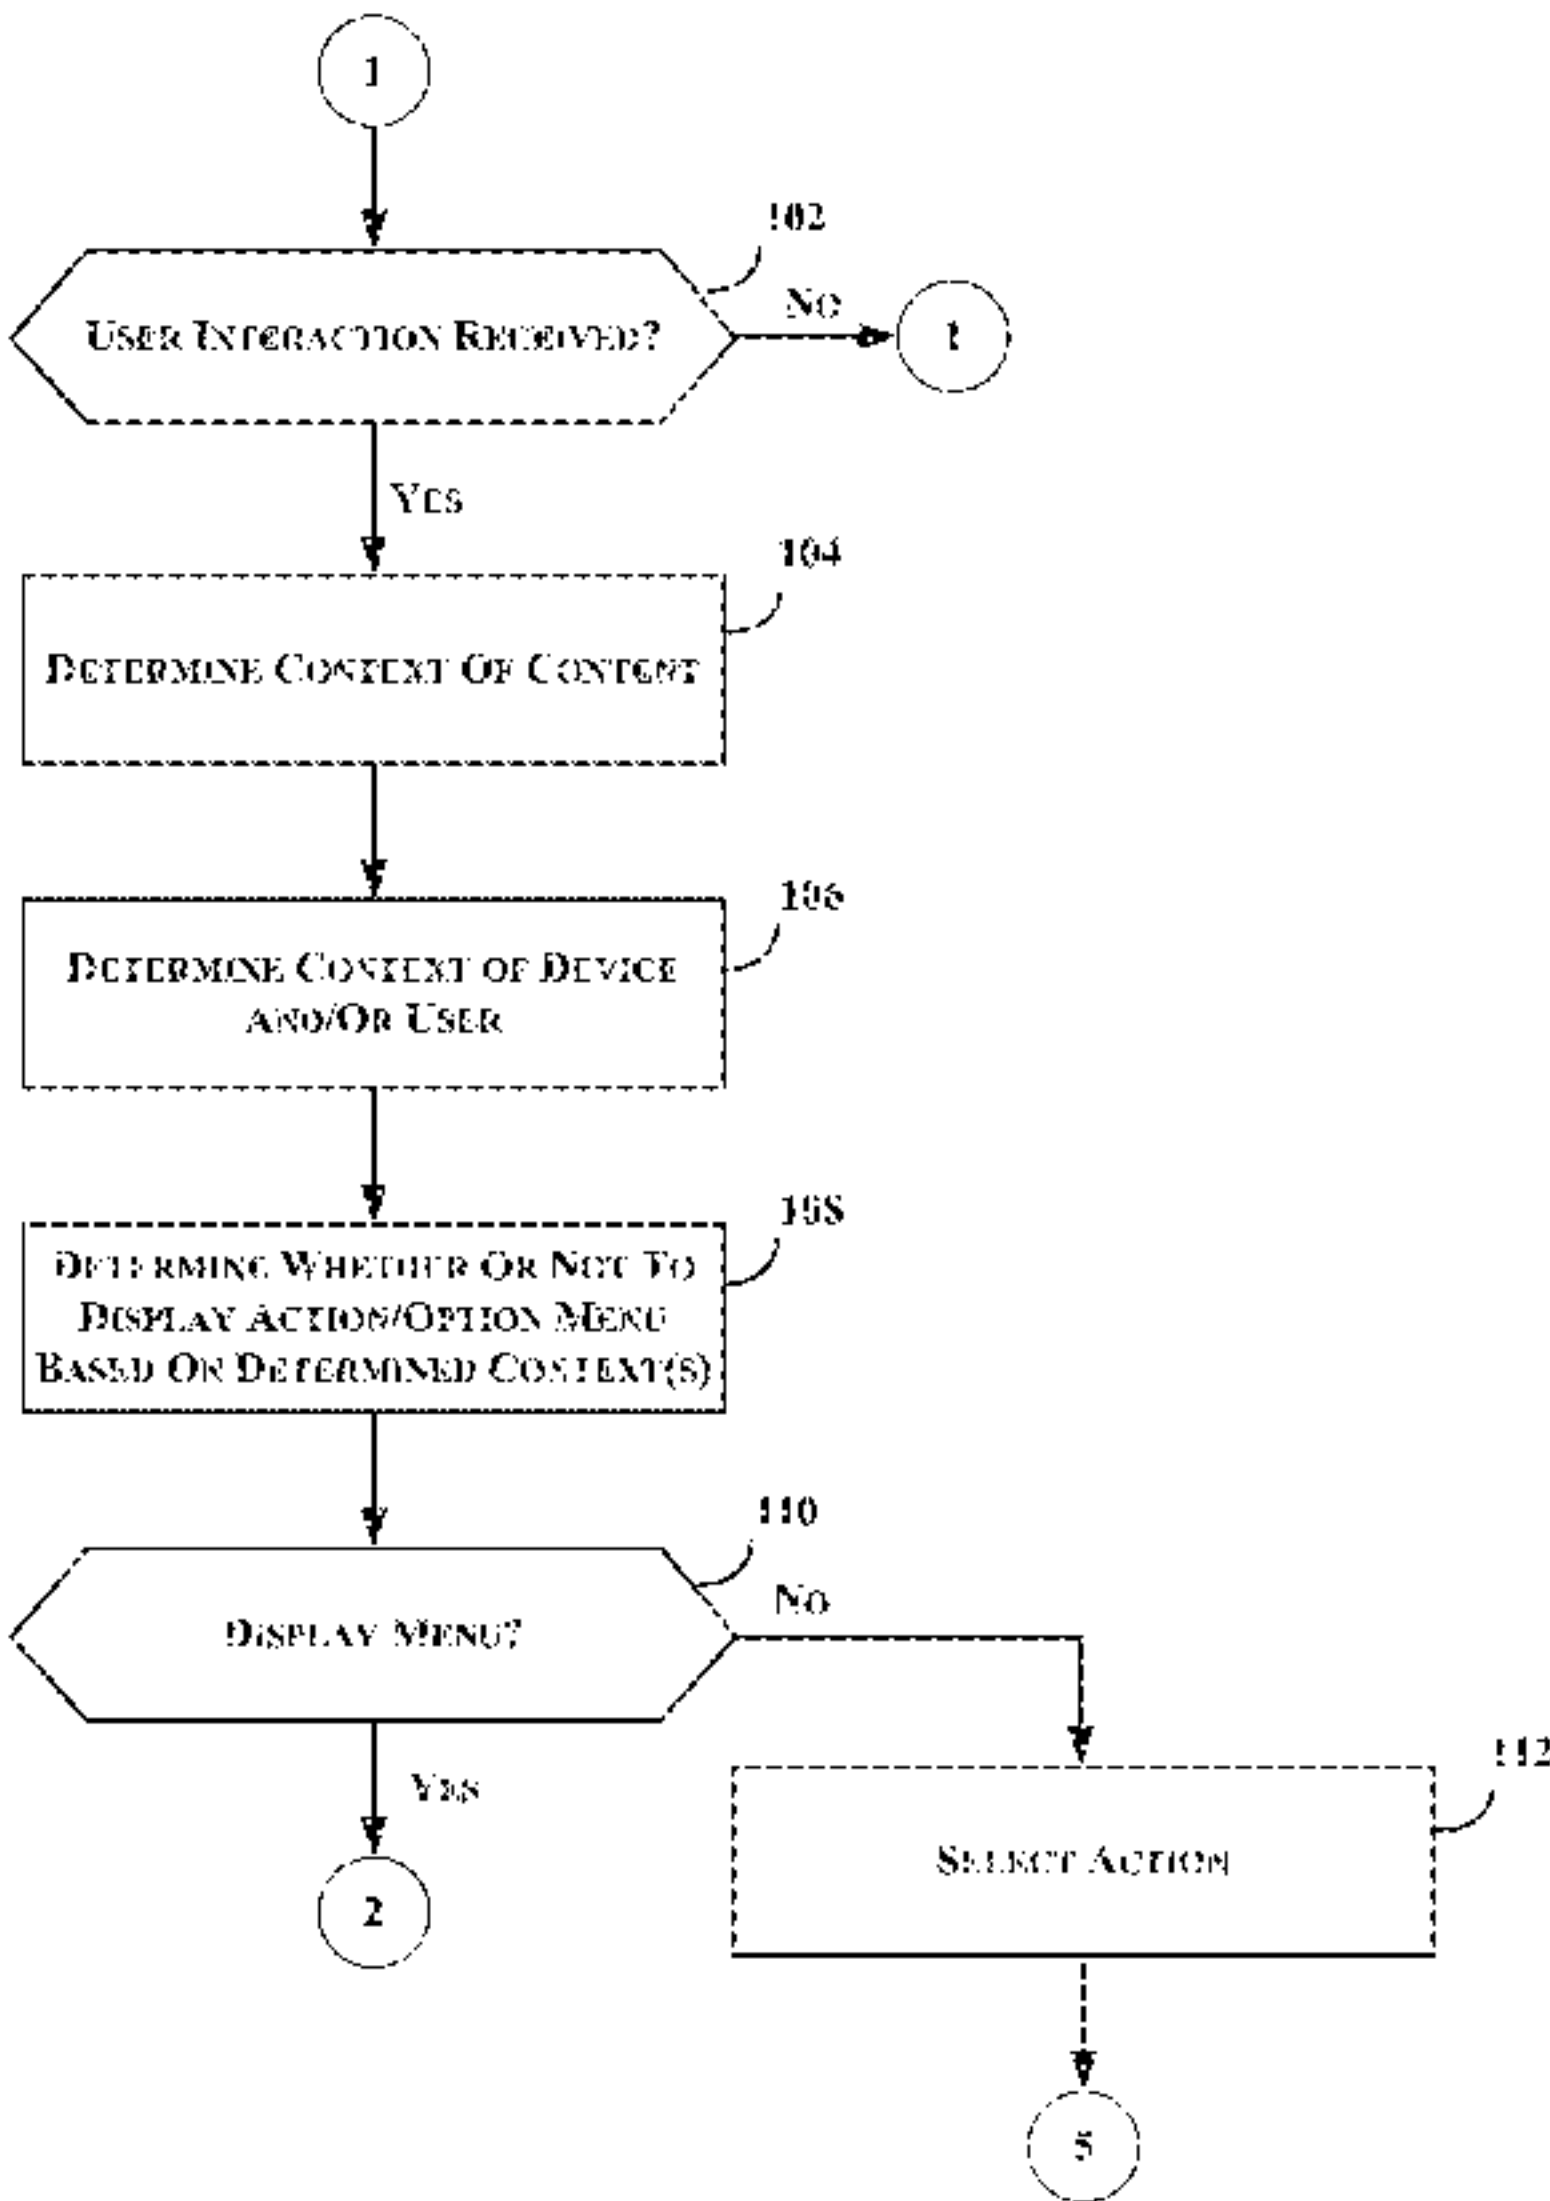 1
102
USER INTERACTION RECEIVED?
NO
1
YES
104
DETERMINE CONTEXT OF CONTENT
106
DETERMINE CONTEXT OF DEVICE
AND/OR USER
108
DETERMINE WHETHER OR NOT TO
DISPLAY ACTION/OPTION MENU
BASED ON DETERMINED CONTEXT(S)
110
DISPLAY MENU?
NO
YES
112
SELECT ACTION
2
5